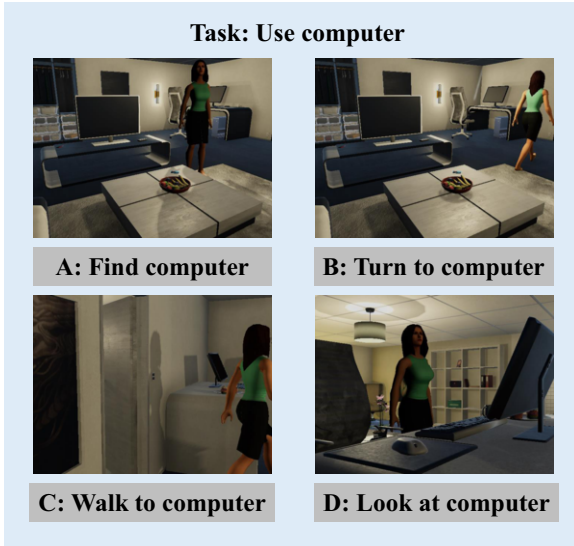 Task: Use computer
A: Find computer
B: Turn to computer
C: Walk to computer
D: Look at computer